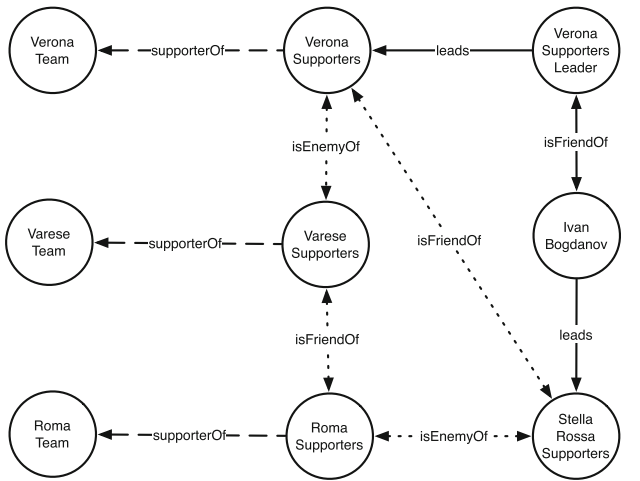 Verona
Team
supporterOf
Verona
Supporters
leads
Verona
Supporters
Leader
isEnemyOf
isFriendOf
Varese
Team
supporterOf
Varese
Supporters
isFriendOf
Ivan
Bogdanov
isFriendOf
leads
Roma
Team
supporterOf
Roma
Supporters
isEnemyOf
Stella
Rossa
Supporters